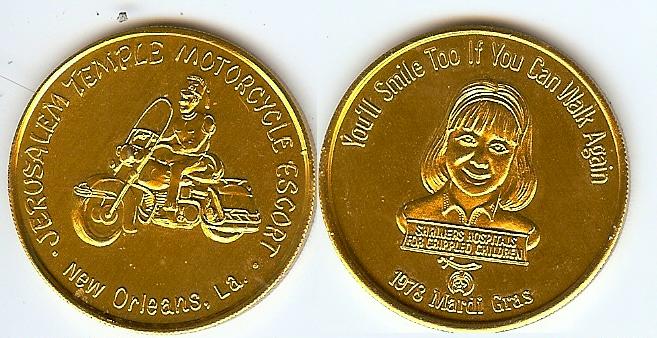 JERUSALEM TEMPLE MOTORCYCLE ESCORT
New Orleans, La.
You'll Smile Too If You Can Walk Again
SHRINERS HOSPITALS
FOR CRIPPLED CHILDREN
1978 Mardi Gras